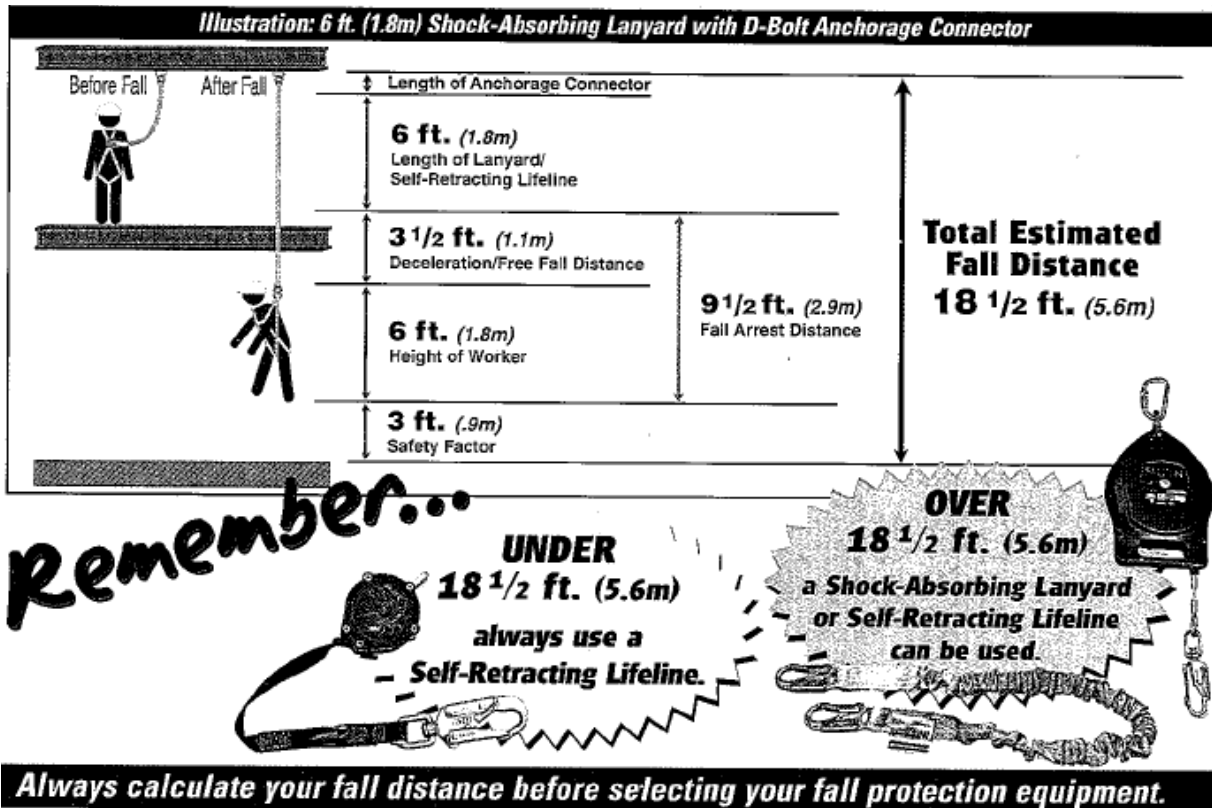 Illustration: 6 ft. (1.8m) Shock-Absorbing Lanyard with D-Bolt Anchorage Connector
Before Fall
After Fall
Length of Anchorage Connector
6 ft. (1.8m)
Length of Lanyard/
Self-Retracting Lifeline
3 1/2 ft. (1.1m)
Deceleration/Free Fall Distance
6 ft. (1.8m)
Height of Worker
3 ft. (.9m)
Safety Factor
9 1/2 ft. (2.9m)
Fall Arrest Distance
Total Estimated
Fall Distance
18 1/2 ft. (5.6m)
Remember...
UNDER
18 1/2 ft. (5.6m)
always use a
Self-Retracting Lifeline.
OVER
18 1/2 ft. (5.6m)
a Shock-Absorbing Lanyard
or Self-Retracting Lifeline
can be used.
Always calculate your fall distance before selecting your fall protection equipment.